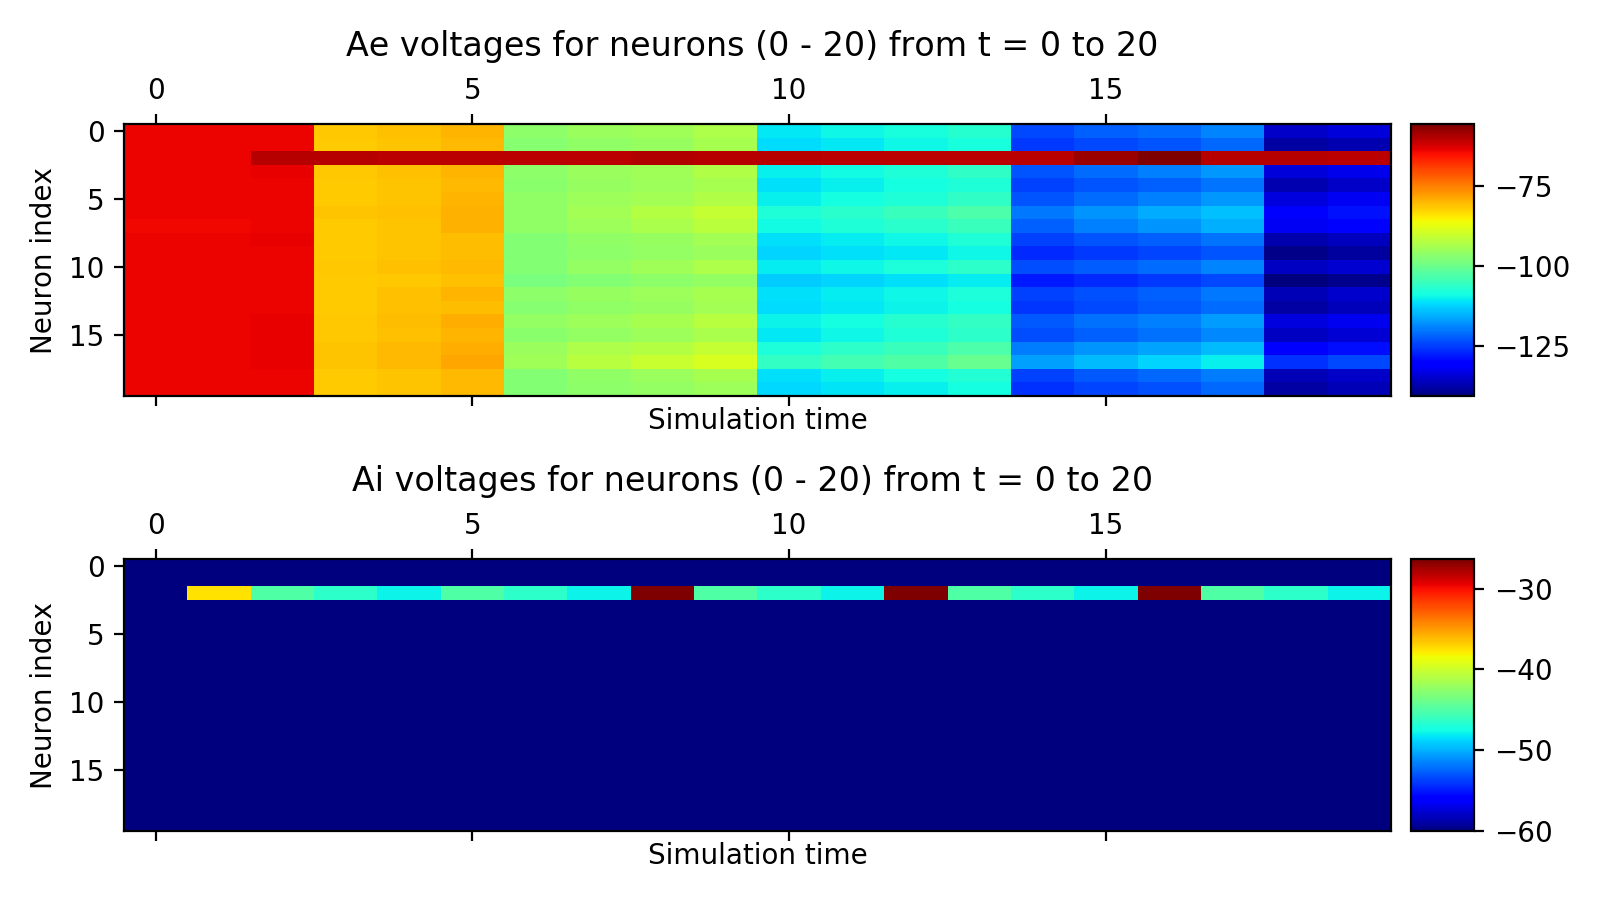 Ae voltages for neurons (0 - 20) from t = 0 to 20
0 5 10 15
Neuron index
0
5
10
15
−75
−100
−125
Simulation time
Ai voltages for neurons (0 - 20) from t = 0 to 20
0 5 10 15
Neuron index
0
5
10
15
−30
−40
−50
−60
Simulation time